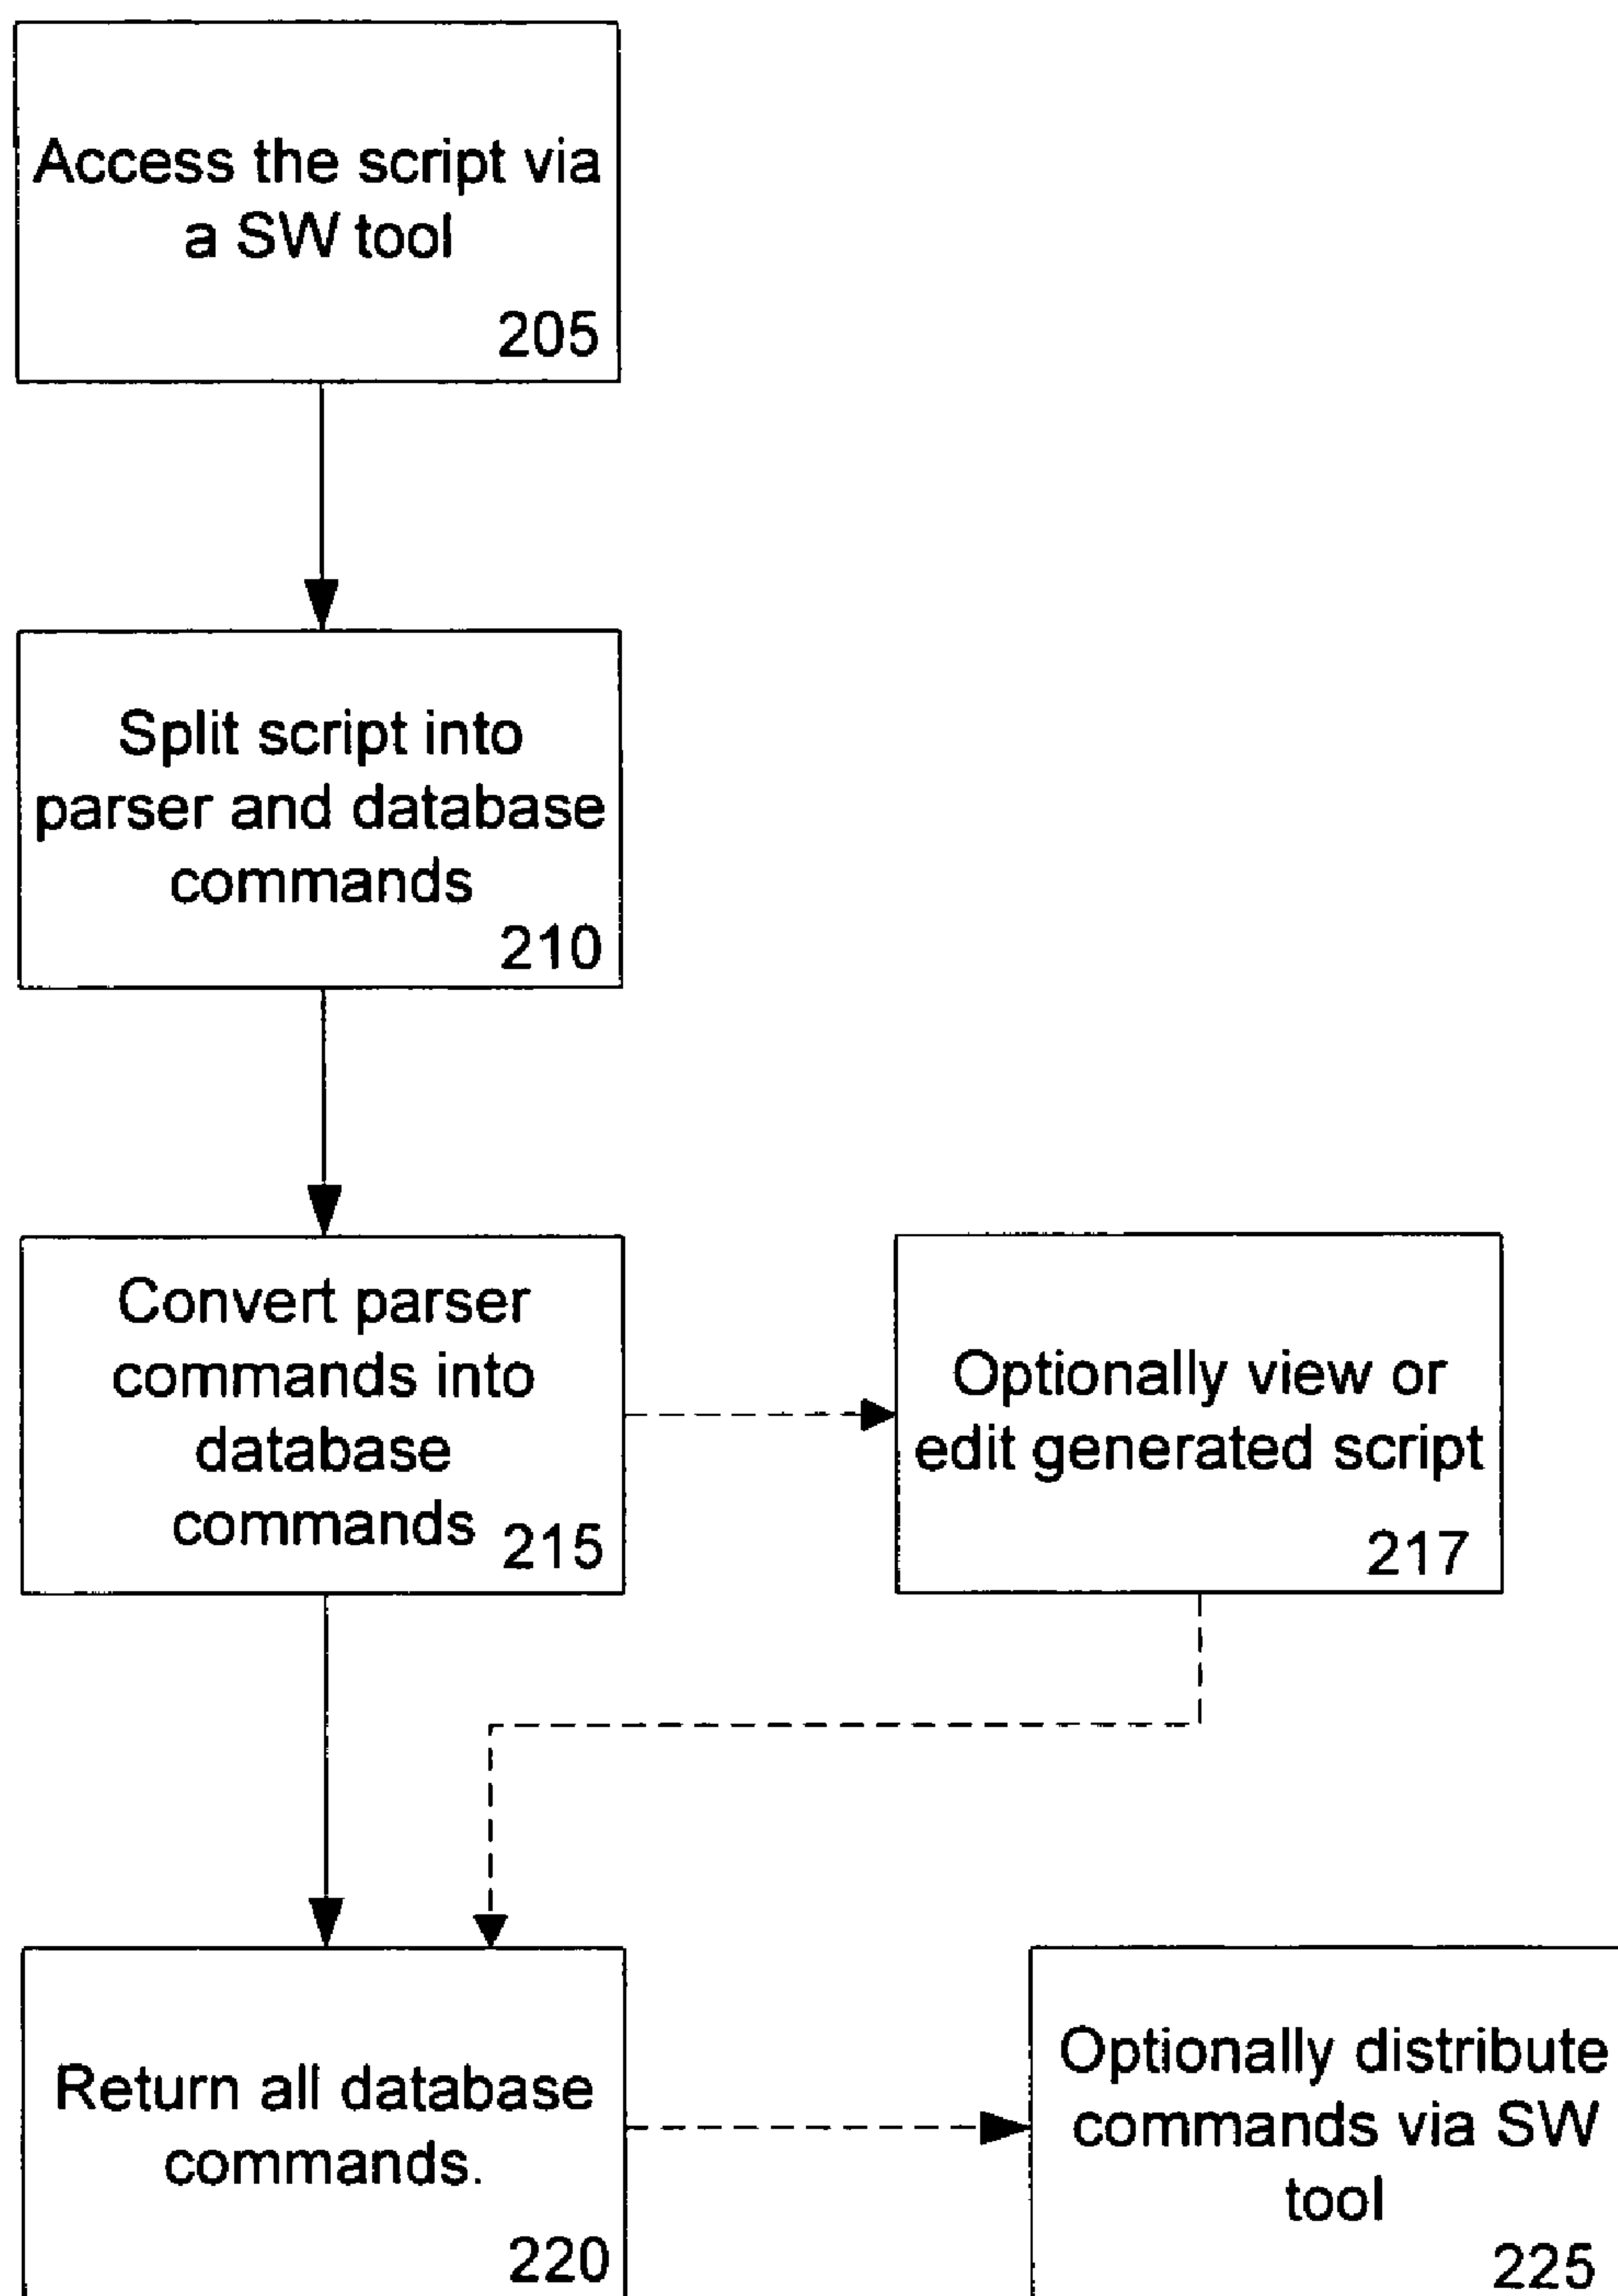 Access the script via
a SW tool
205
Split script into
parser and database
commands
210
Convert parser
commands into
database
commands
215
Optionally view or
edit generated script
217
Return all database
commands.
220
Optionally distribute
commands via SW
tool
225